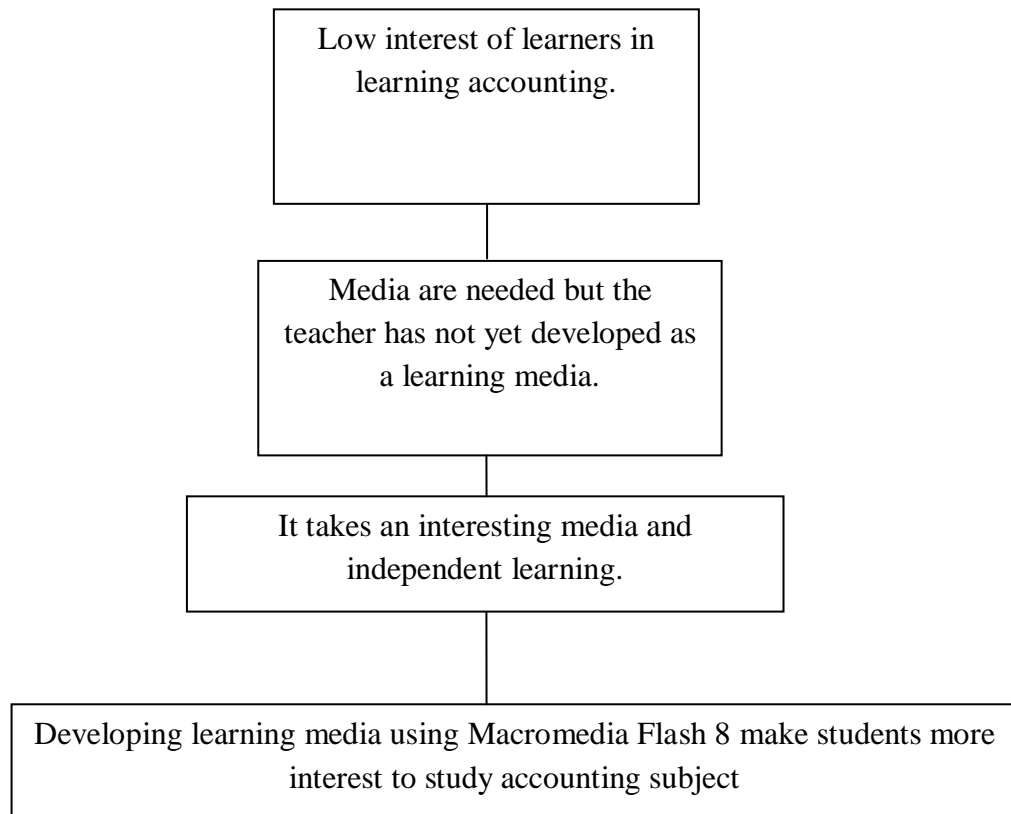 Low interest of learners in
learning accounting.
Media are needed but the
teacher has not yet developed as
a learning media.
It takes an interesting media and
independent learning.
Developing learning media using Macromedia Flash 8 make students more
interest to study accounting subject